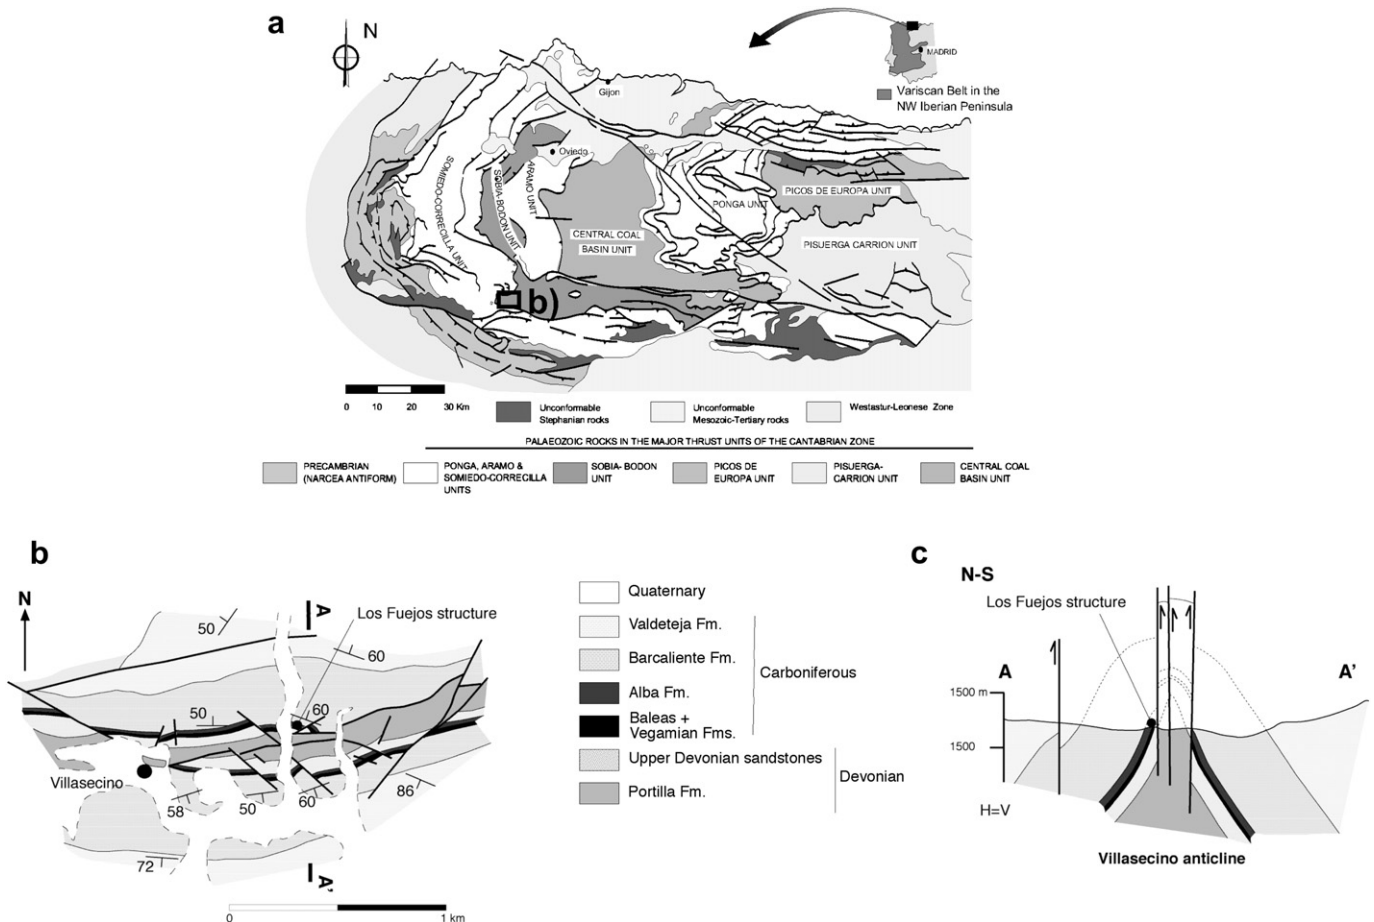 a
N
MADRID
Variscan Belt in the
NW Iberian Peninsula
Gijon
Oviedo
SOMIEDO-CORRECILLA UNIT
SOBIA-BODON UNIT
ARAMO UNIT
CENTRAL COAL
BASIN UNIT
PONGA UNIT
PICOS DE EUROPA UNIT
PISUERGA CARRION UNIT
b)
0 10 20 30 Km
Unconformable
Stephanian rocks
Unconformable
Mesozoic-Tertiary rocks
Westastur-Leonese Zone
PALAEOZOIC ROCKS IN THE MAJOR THRUST UNITS OF THE CANTABRIAN ZONE
PRECAMBRIAN
(NARCEA ANTIFORM)
PONGA, ARAMO &
SOMIEDO-CORRECILLA
UNITS
SOBIA- BODON
UNIT
PICOS DE
EUROPA UNIT
PISUERGA-
CARRION UNIT
CENTRAL COAL
BASIN UNIT
b
N
A
Los Fuejos structure
50
60
50
60
Villasecino
58
50
60
86
72
A'
0 1 km
Quaternary
Valdeteja Fm.
Barcaliente Fm.
Alba Fm.
Baleas +
Vegamian Fms.
Upper Devonian sandstones
Portilla Fm.
Carboniferous
Devonian
c
N-S
Los Fuejos structure
A
A'
1500 m
1500
H=V
Villasecino anticline